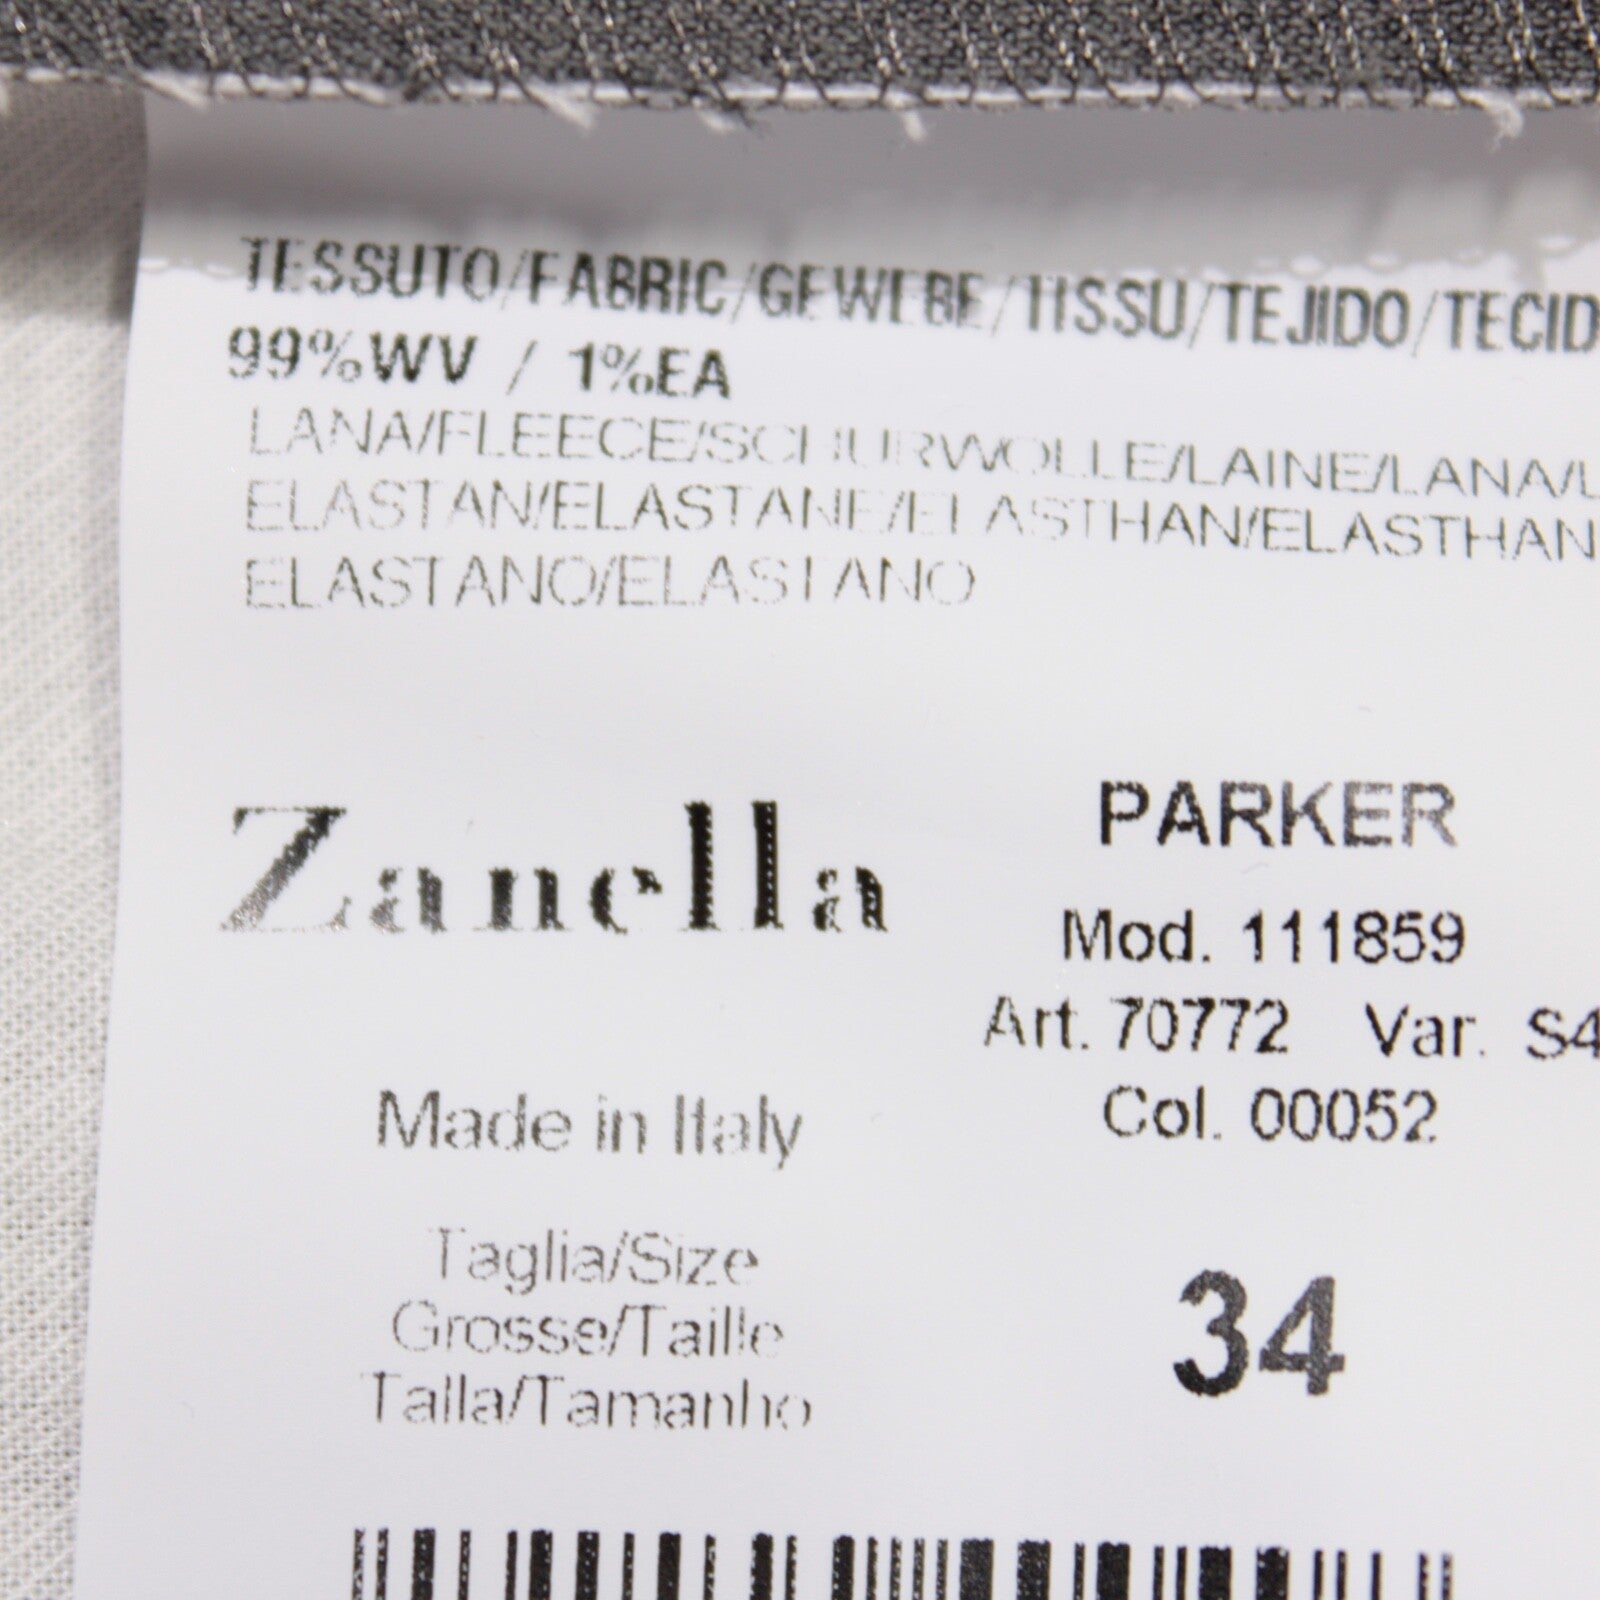 TESSUTO/FABRIC/GEWEBE/TISSU/TEJIDO/TECID
99%WV / 1%EA
LANA/FLEECE/SCHURWOLLE/LAINE/LANA/L
ELASTAN/ELASTANE/ELASTHAN/ELASTHAN
ELASTANO/ELASTANO
Zanella
PARKER
Mod. 111859
Art. 70772 Var. S4
Col. 00052
Made in Italy
Taglia/Size
Grosse/Taille
Talla/Tamanho
34